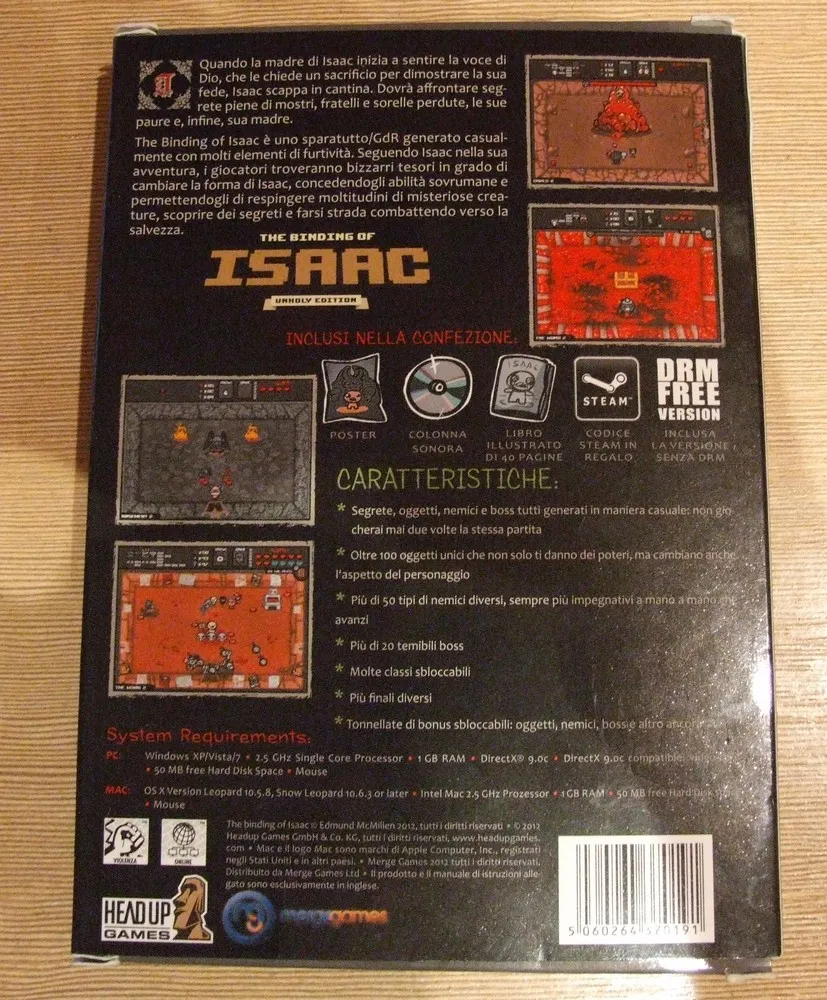 I
Quando la madre di Isaac inizia a sentire la voce di
Dio, che le chiede un sacrificio per dimostrare la sua
fede, Isaac scappa in cantina. Dovrà affrontare seg-
rete piene di mostri, fratelli e sorelle perdute, le sue
paure e, infine, sua madre.
The Binding of Isaac è uno sparatutto/GdR generato casual-
mente con molti elementi di furtività. Seguendo Isaac nella sua
avventura, i giocatori troveranno bizzarri tesori in grado di
cambiare la forma di Isaac, concedendogli abilità sovrumane e
permettendogli di respingere moltitudini di misteriose crea-
ture, scoprire dei segreti e farsi strada combattendo verso la
salvezza.
THE BINDING OF
ISAAC
UNHOLY EDITION
INCLUSI NELLA CONFEZIONE:
POSTER
COLONNA
SONORA
ISAAC
LIBRO
ILLUSTRATO
DI 40 PAGINE
STEAM
CODICE
STEAM IN
REGALO
DRM
FREE
VERSION
INCLUSA
LA VERSIONE
SENZA DRM
CARATTERISTICHE:
* Segrete, oggetti, nemici e boss tutti generati in maniera casuale: non gio
cherai mai due volte la stessa partita
* Oltre 100 oggetti unici che non solo ti danno dei poteri, ma cambiano anche
l'aspetto del personaggio
* Più di 50 tipi di nemici diversi, sempre più impegnativi a mano a mano che
avanzi
* Più di 20 temibili boss
* Molte classi sbloccabili
* Più finali diversi
* Tonnellate di bonus sbloccabili: oggetti, nemici, boss e altro ancora
System Requirements:
PC: Windows XP/Vista/7 • 2.5 GHz Single Core Processor • 1 GB RAM • DirectX® 9.0c • DirectX 9.0c compatible
• 50 MB free Hard Disk Space • Mouse
MAC: OS X Version Leopard 10.5.8, Snow Leopard 10.6.3 or later • Intel Mac 2.5 GHz Prozessor • 1 GB RAM • 50 MB free Hard Disk
• Mouse
VIOLENZA
ONLINE
The binding of Isaac © Edmund McMillen 2012, tutti i diritti riservati • © 2012
Headup Games GmbH & Co. KG, tutti i diritti riservati, www.headupgames.
com • Mac e il logo Mac sono marchi di Apple Computer, Inc., registrati
negli Stati Uniti e in altri paesi. • Merge Games 2012 tutti i diritti riservati.
Distribuito da Merge Games Ltd • Il prodotto e il manuale di istruzioni alle-
gato sono esclusivamente in inglese.
HEADUP
GAMES
mergegames
5 060264 370191